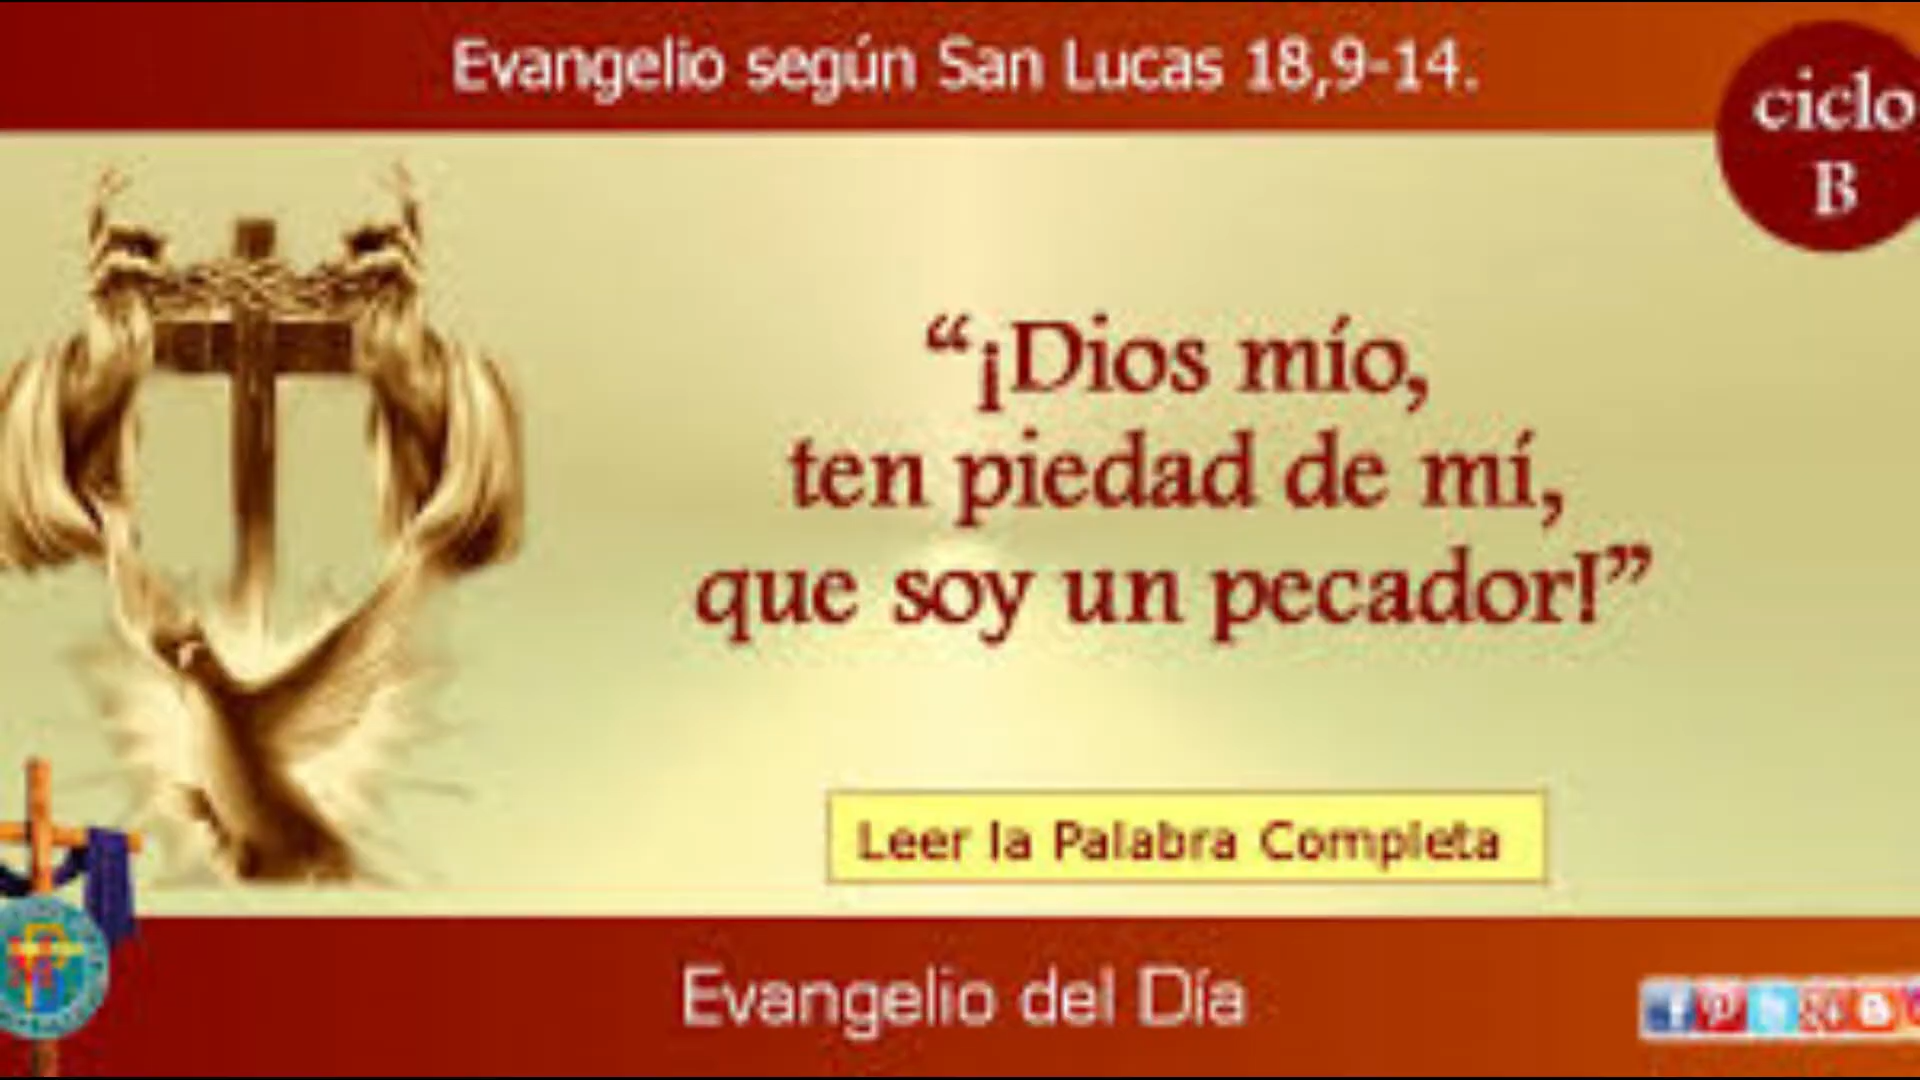 Evangelio según San Lucas 18,9-14.
ciclo
B
“¡Dios mío,
ten piedad de mí,
que soy un pecador!”
Leer la Palabra Completa
Evangelio del Día